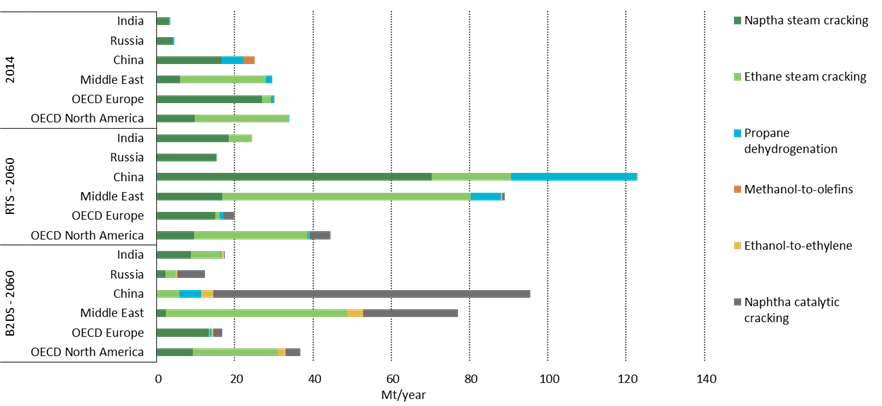 2014
India
Russia
China
Middle East
OECD Europe
OECD North America
RTS - 2060
India
Russia
China
Middle East
OECD Europe
OECD North America
B2DS - 2060
India
Russia
China
Middle East
OECD Europe
OECD North America
0 20 40 60 80 100 120 140
Mt/year
Naptha steam cracking
Ethane steam cracking
Propane
dehydrogenation
Methanol-to-olefins
Ethanol-to-ethylene
Naphtha catalytic
cracking